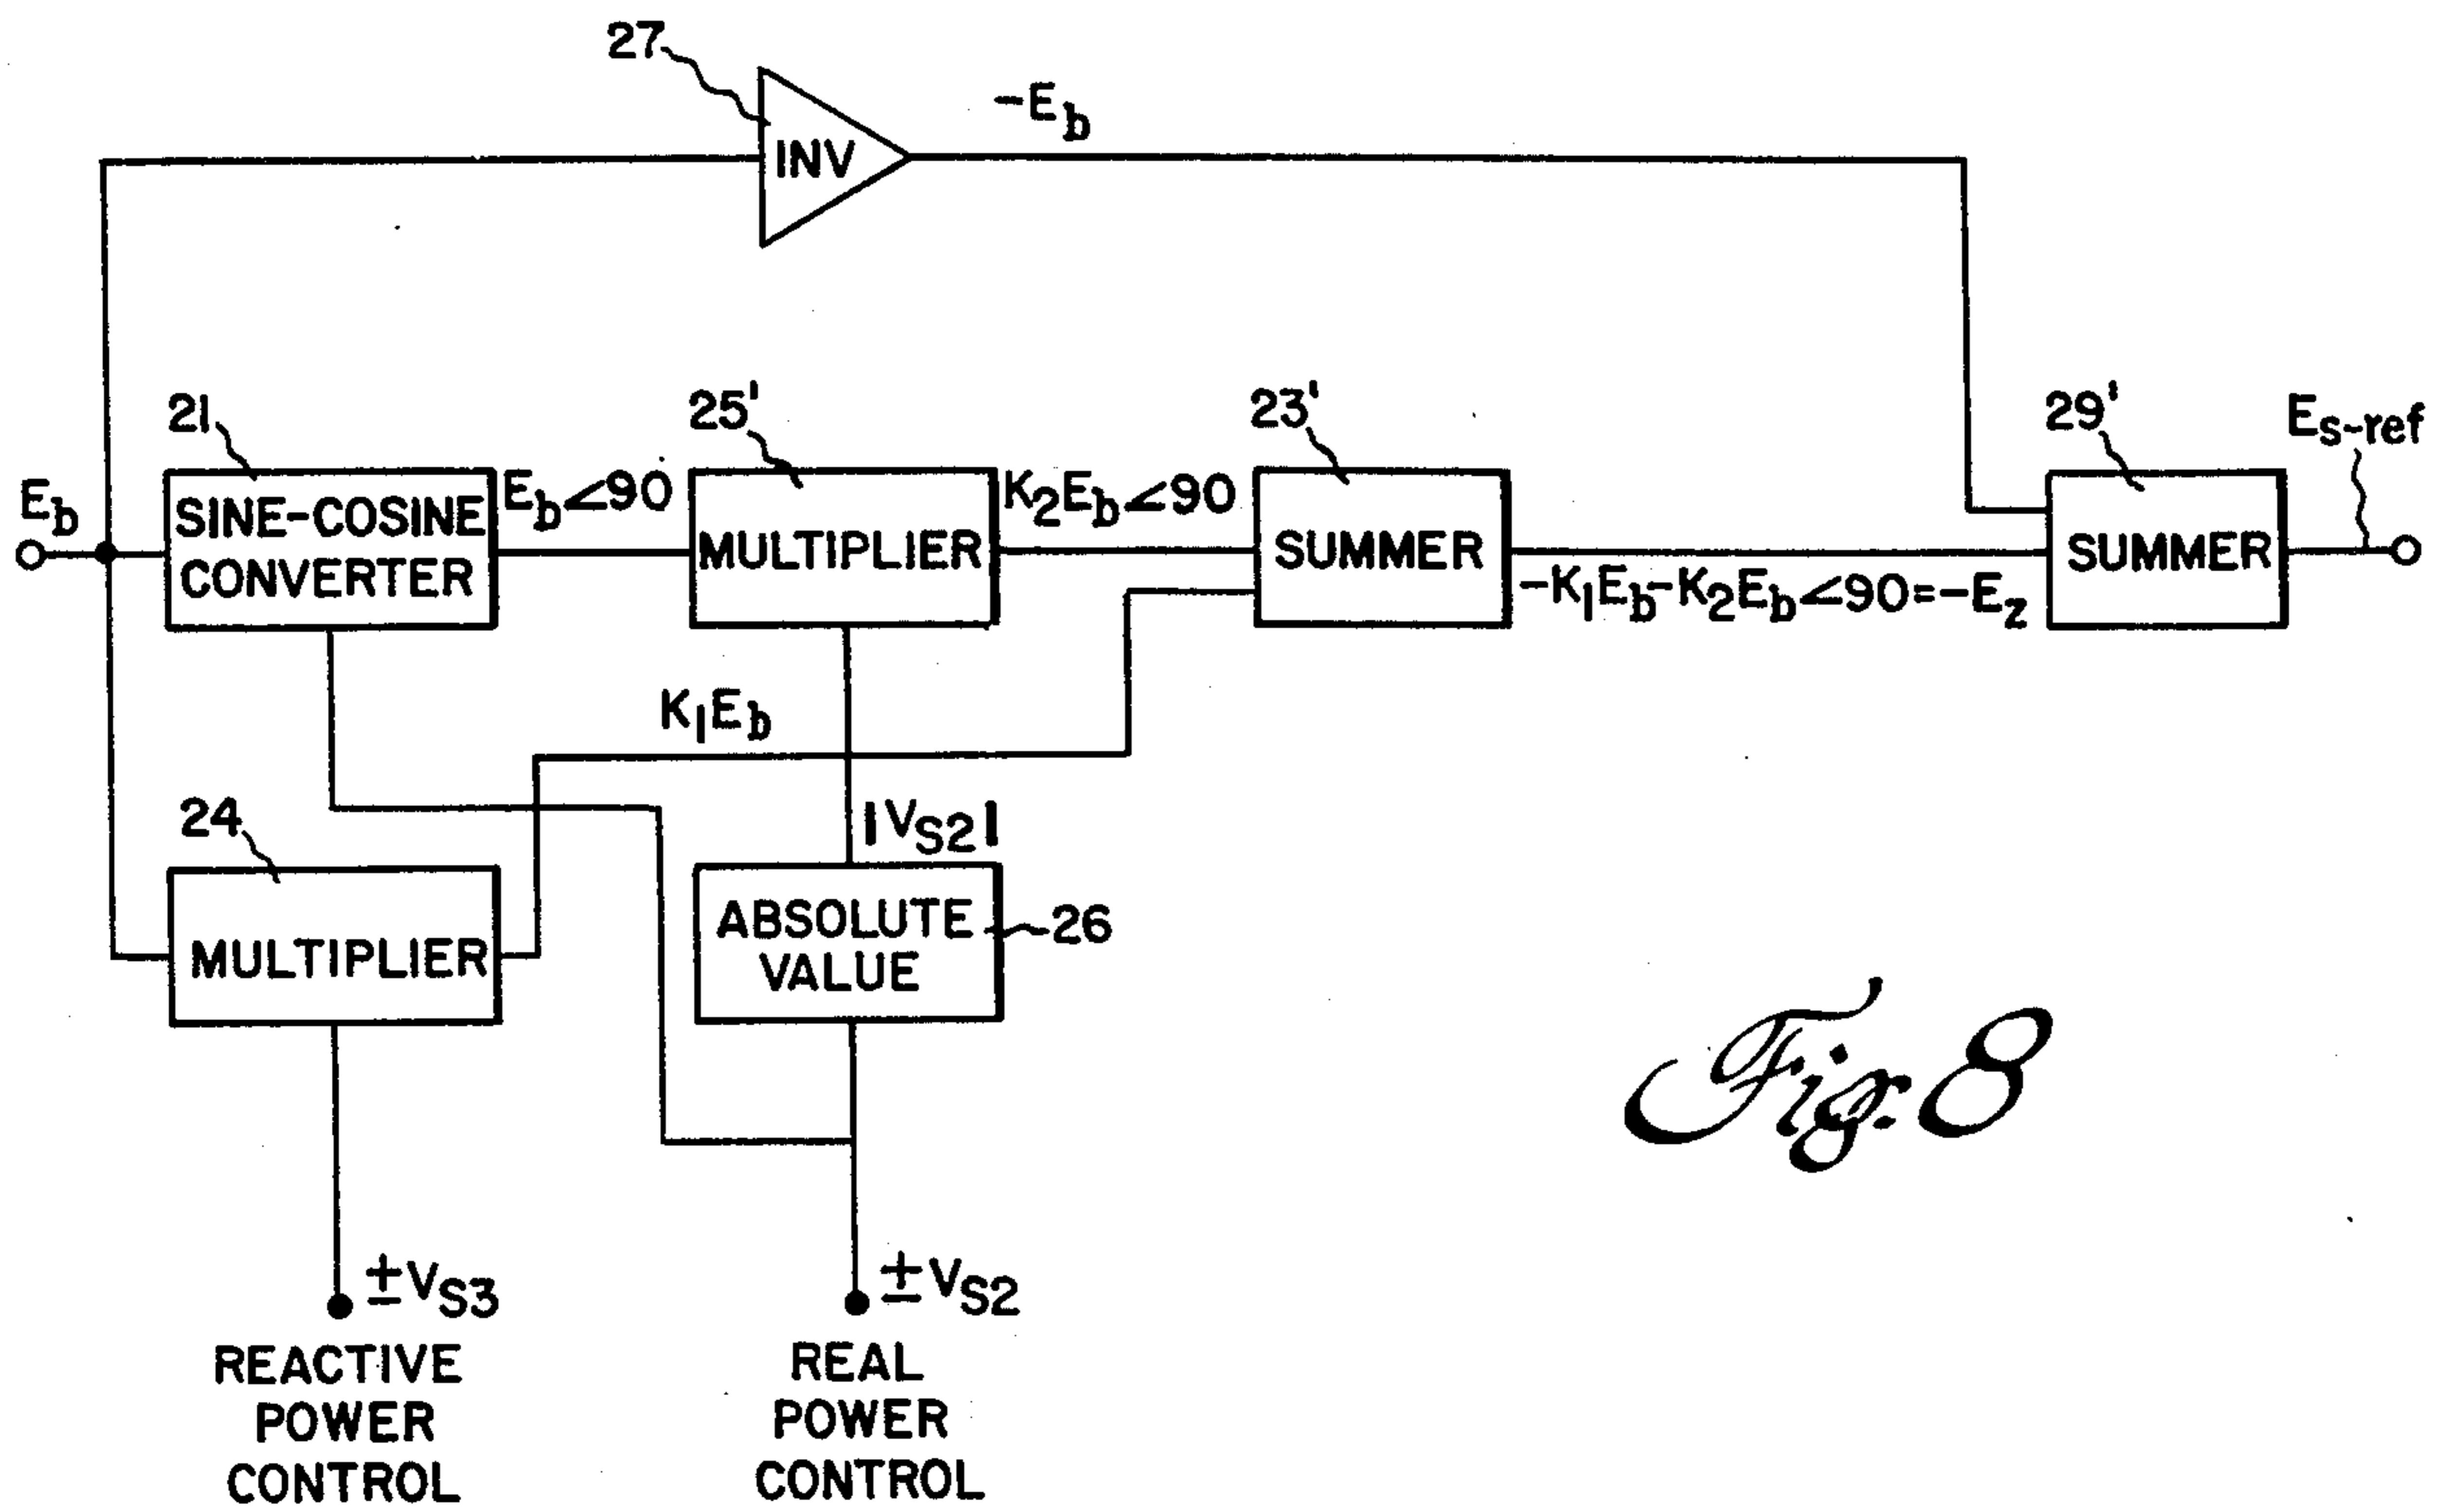 27
INV
-Eb
21
25'
23'
29'
Es-ref
Eb
SINE-COSINE
CONVERTER
Eb<90
MULTIPLIER
K2Eb<90
SUMMER
-K1Eb-K2Eb<90=-Ez
SUMMER
K1Eb
24
|VS2|
MULTIPLIER
ABSOLUTE
VALUE
26
Fig. 8
±VS3
±VS2
REACTIVE
POWER
CONTROL
REAL
POWER
CONTROL